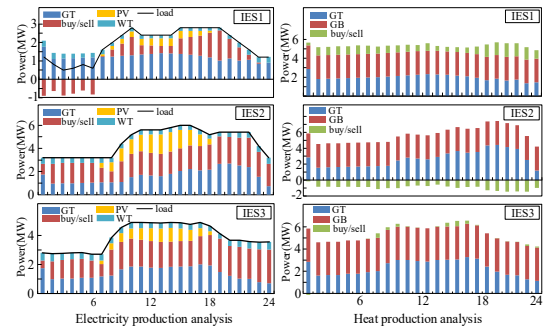 GT PV load IES1
buy/sell WT
Power(MW)
3
2
1
0
-1
GT IES1
GB
buy/sell
Power(MW)
6
4
2
0
GT PV load IES2
buy/sell WT
Power(MW)
6
4
2
0
GT IES2
GB
buy/sell
Power(MW)
6
4
2
0
-2
GT PV load IES3
buy/sell WT
Power(MW)
4
2
0
6 12 18 24
Electricity production analysis
GT IES3
GB
buy/sell
Power(MW)
6
4
2
0
6 12 18 24
Heat production analysis